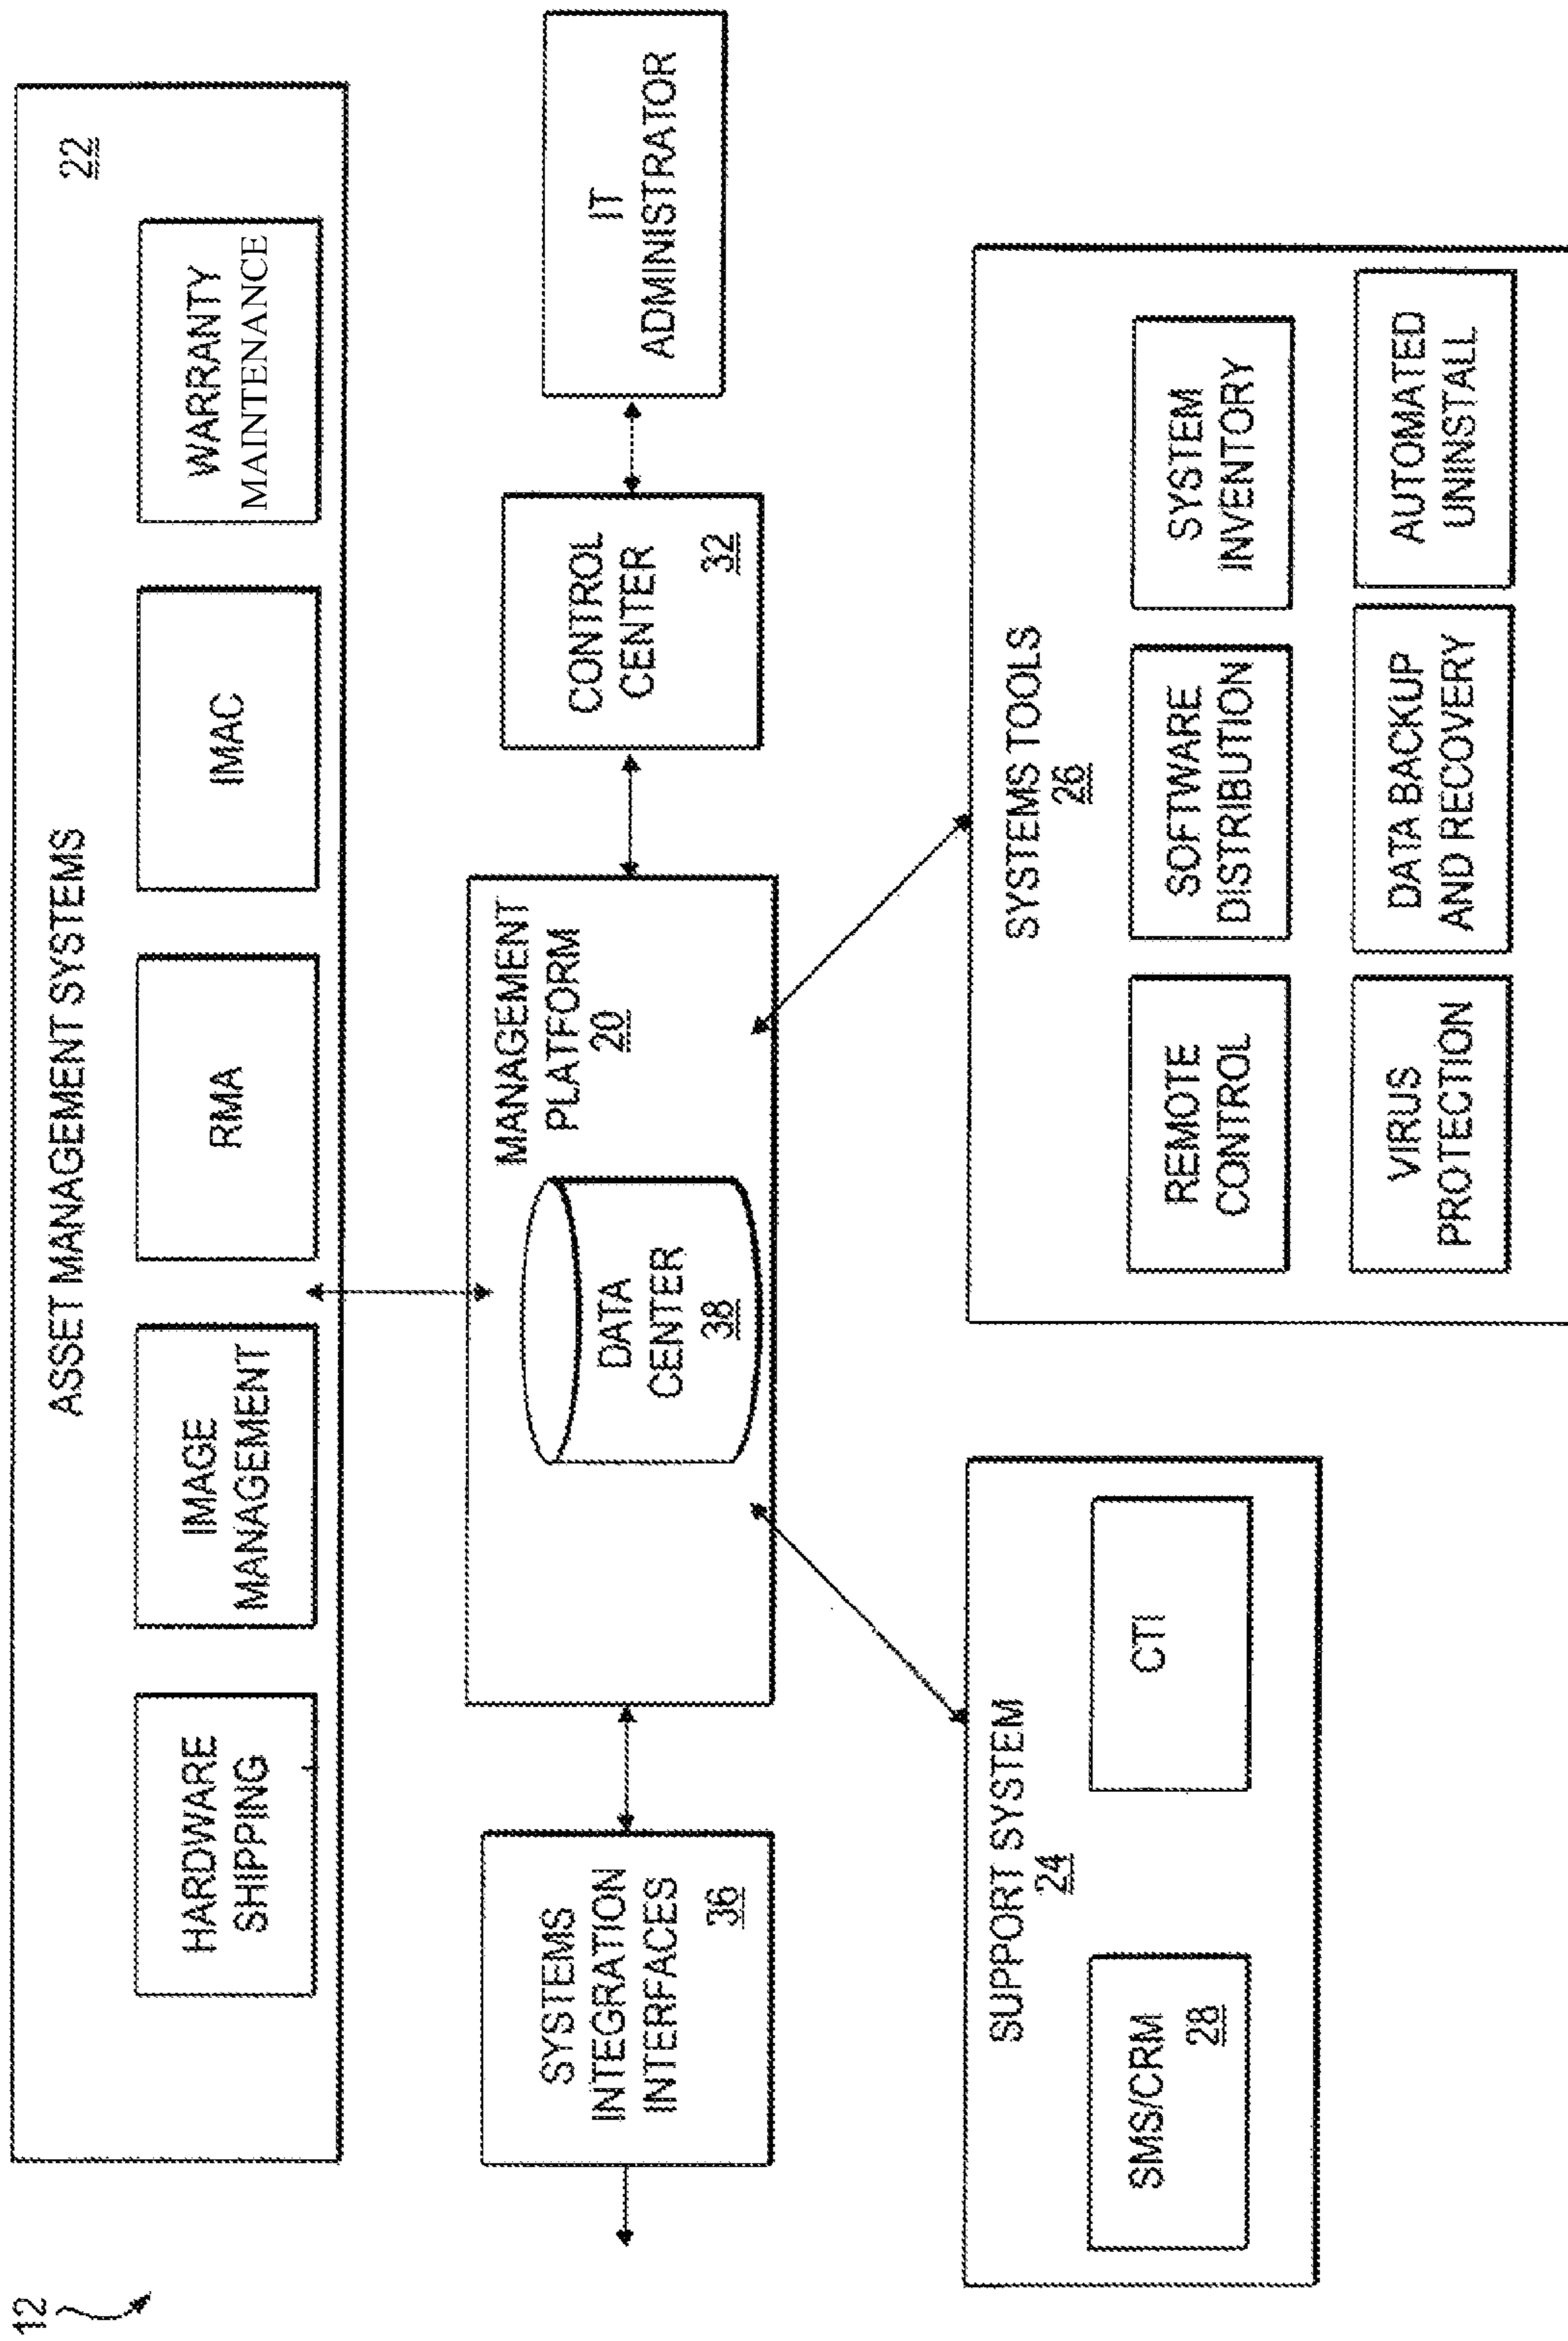 12
ASSET MANAGEMENT SYSTEMS
22
HARDWARE
SHIPPING
IMAGE
MANAGEMENT
RMA
IMAC
WARRANTY
MAINTENANCE
SYSTEMS
INTEGRATION
INTERFACES
36
MANAGEMENT
PLATFORM
20
DATA
CENTER
38
CONTROL
CENTER
32
IT
ADMINISTRATOR
SUPPORT SYSTEM
24
SMS/CRM
28
CTI
SYSTEMS TOOLS
26
REMOTE
CONTROL
SOFTWARE
DISTRIBUTION
SYSTEM
INVENTORY
VIRUS
PROTECTION
DATA BACKUP
AND RECOVERY
AUTOMATED
UNINSTALL